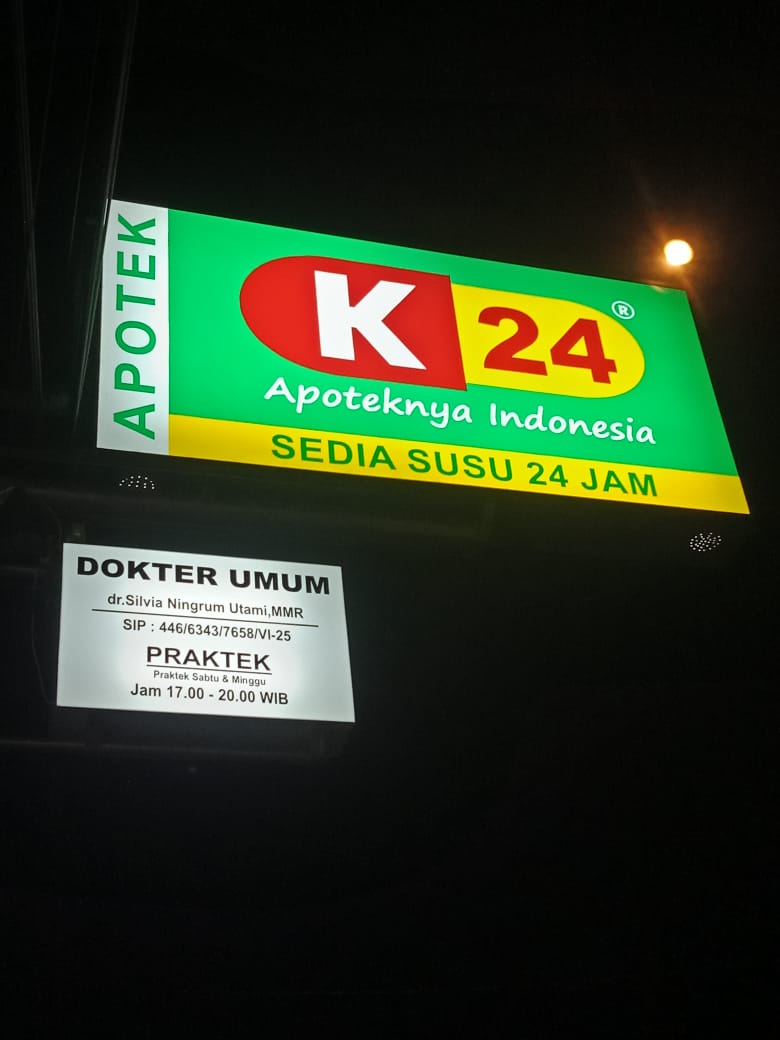 APOTEK
K 24 ®
Apoteknya Indonesia
SEDIA SUSU 24 JAM
DOKTER UMUM
dr.Silvia Ningrum Utami,MMR
SIP : 446/6343/7658/VI-25
PRAKTEK
Praktek Sabtu & Minggu
Jam 17.00 - 20.00 WIB